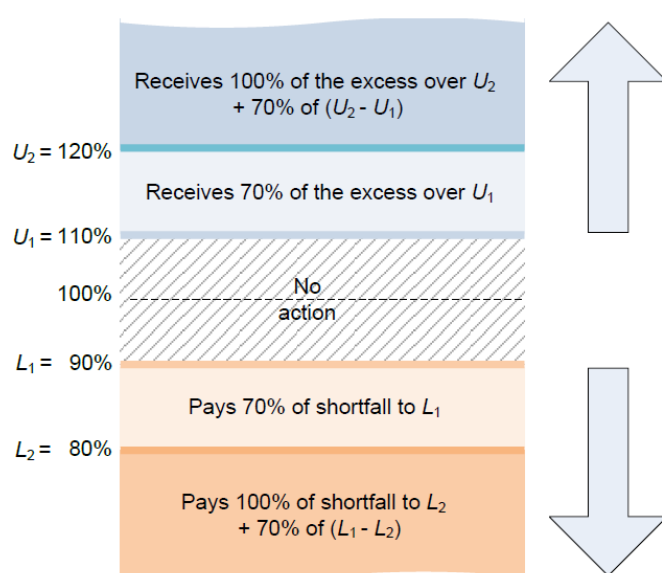 Receives 100% of the excess over U2
+ 70% of (U2 - U1)
U2 = 120%
Receives 70% of the excess over U1
U1 = 110%
No
100%
action
L1 = 90%
Pays 70% of shortfall to L1
L2 = 80%
Pays 100% of shortfall to L2
+ 70% of (L1 - L2)